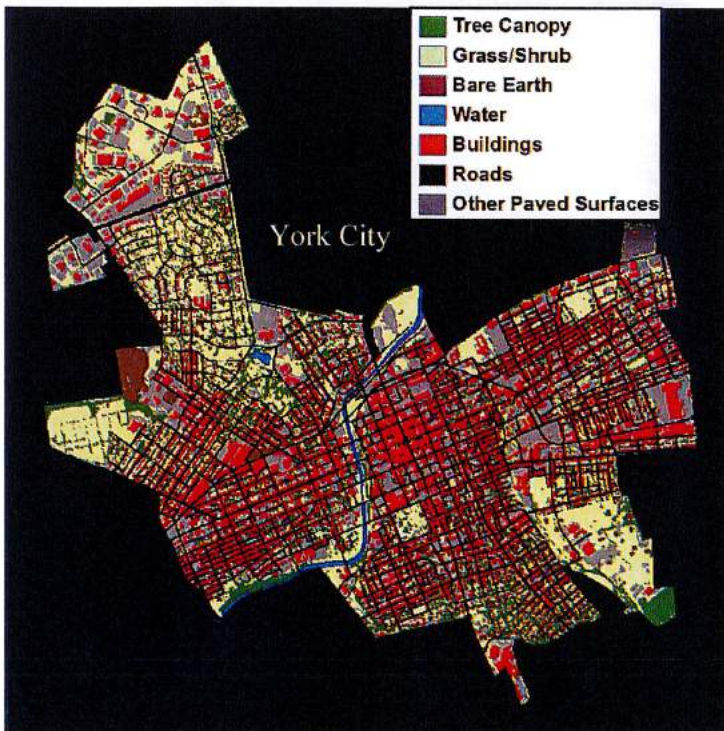 Tree Canopy
Grass/Shrub
Bare Earth
Water
Buildings
Roads
Other Paved Surfaces
York City